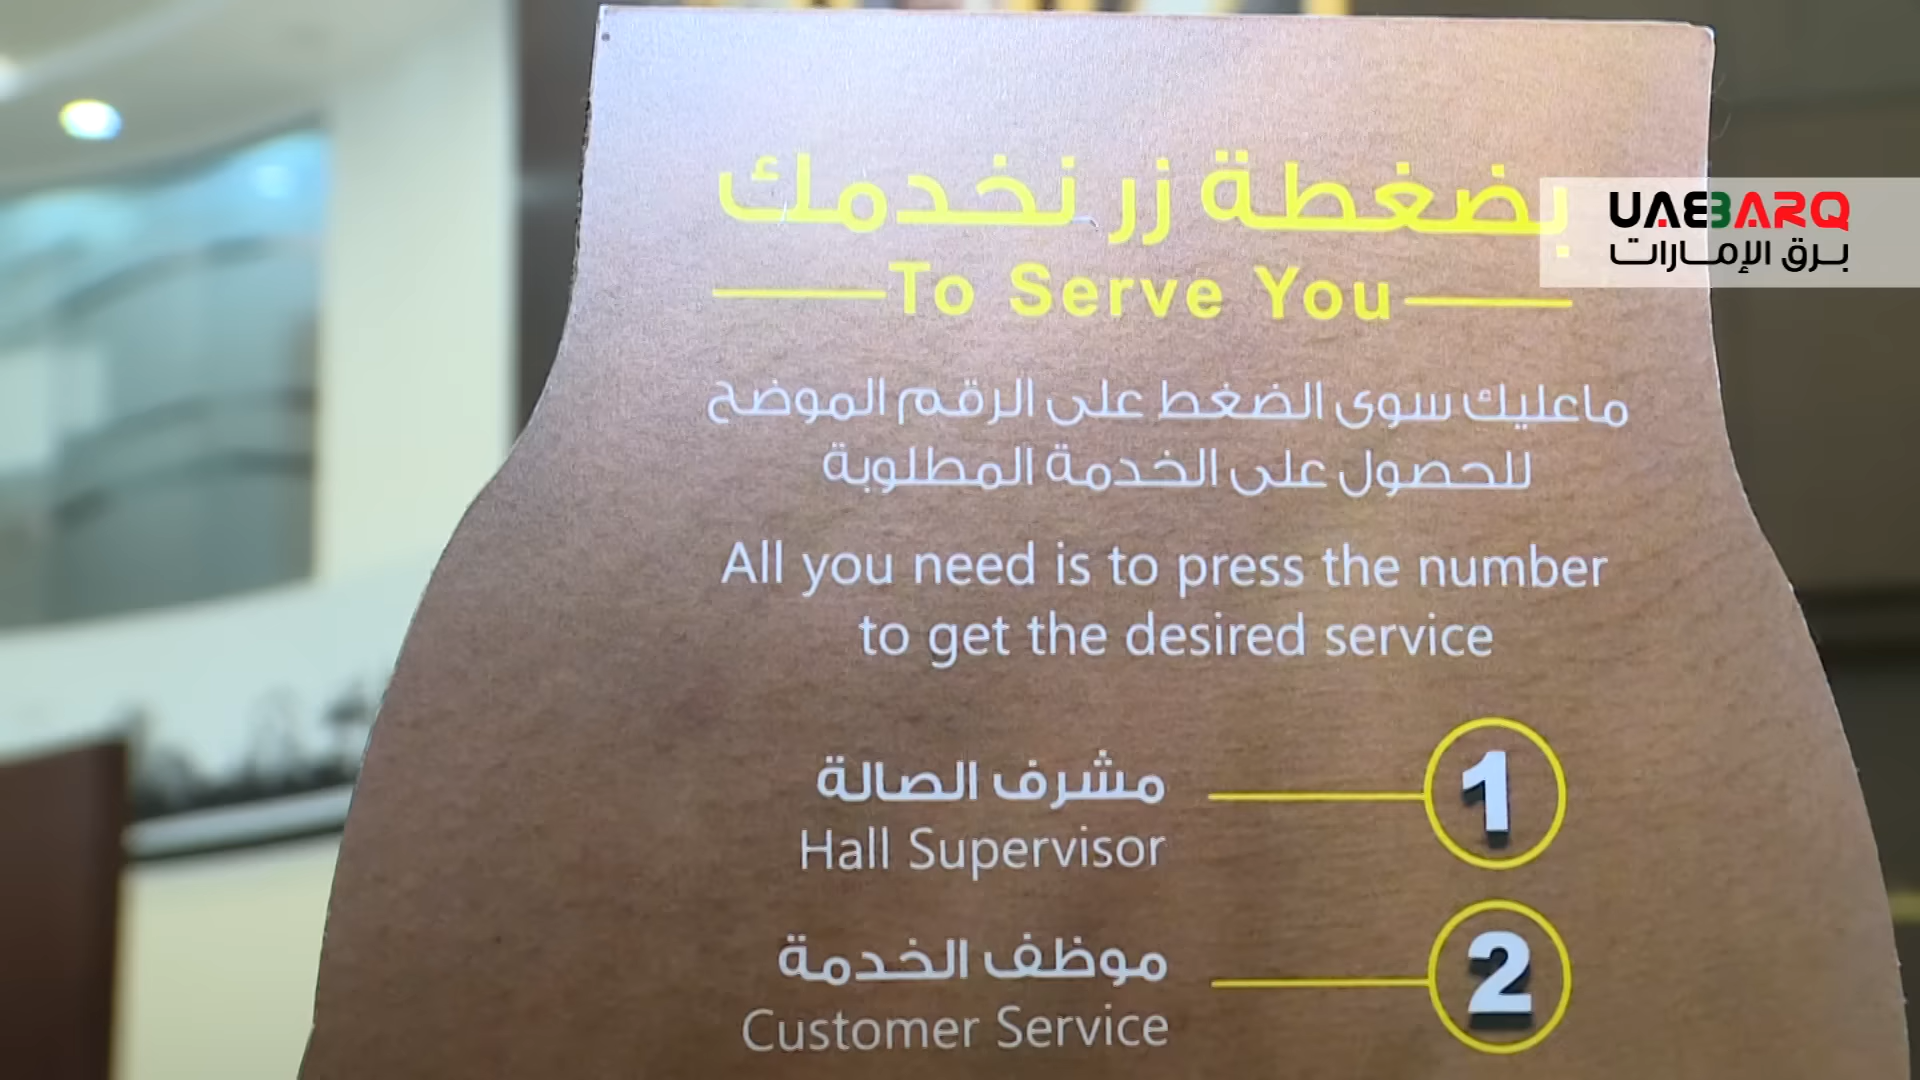 بضغطة زر نخدمك
To Serve You
ماعليك سوى الضغط على الرقم الموضح
للحصول على الخدمة المطلوبة
All you need is to press the number
to get the desired service
مشرف الصالة
Hall Supervisor
1
موظف الخدمة
Customer Service
2
UAEBARQ
برق الإمارات